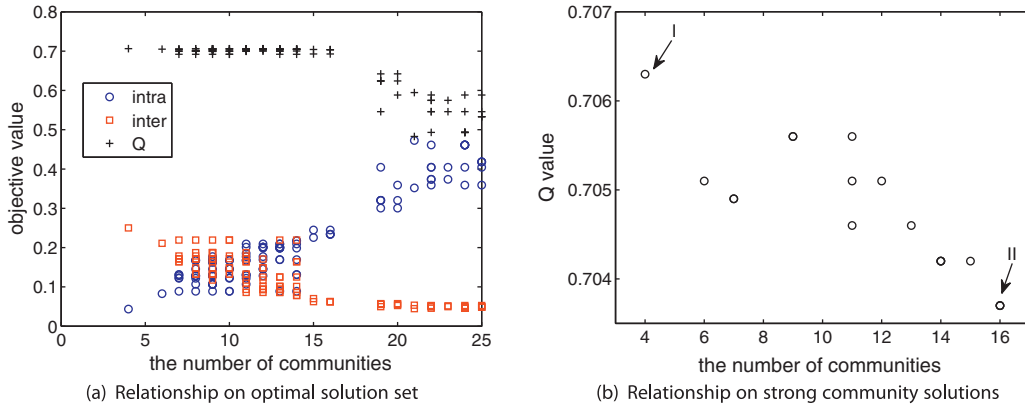 0.8
0.7
0.6
0.5
0.4
0.3
0.2
0.1
0
objective value
intra
inter
Q
0 5 10 15 20 25
the number of communities
(a) Relationship on optimal solution set
0.707
0.706
0.705
0.704
Q value
I
II
4 6 8 10 12 14 16
the number of communities
(b) Relationship on strong community solutions